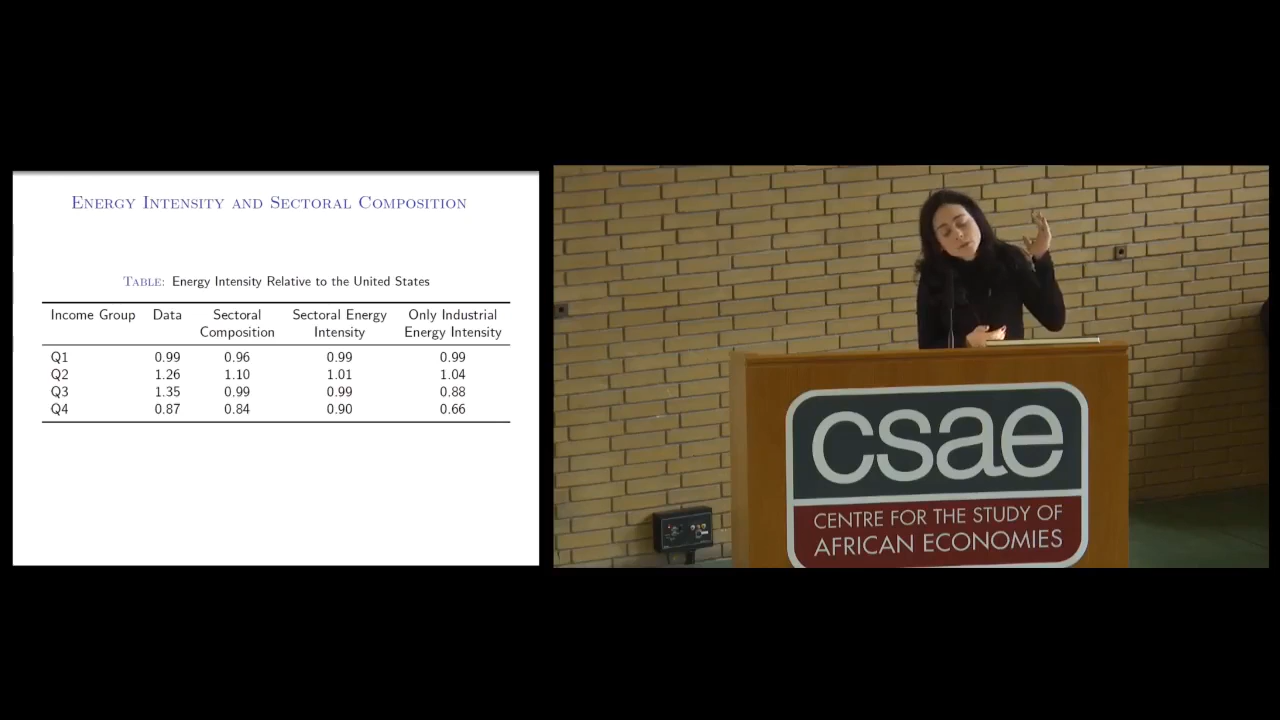 ENERGY INTENSITY AND SECTORAL COMPOSITION
TABLE: Energy Intensity Relative to the United States
Income Group Data Sectoral Composition Sectoral Energy Intensity Only Industrial Energy Intensity
Q1 0.99 0.96 0.99 0.99
Q2 1.26 1.10 1.01 1.04
Q3 1.35 0.99 0.99 0.88
Q4 0.87 0.84 0.90 0.66
csae
CENTRE FOR THE STUDY OF
AFRICAN ECONOMIES